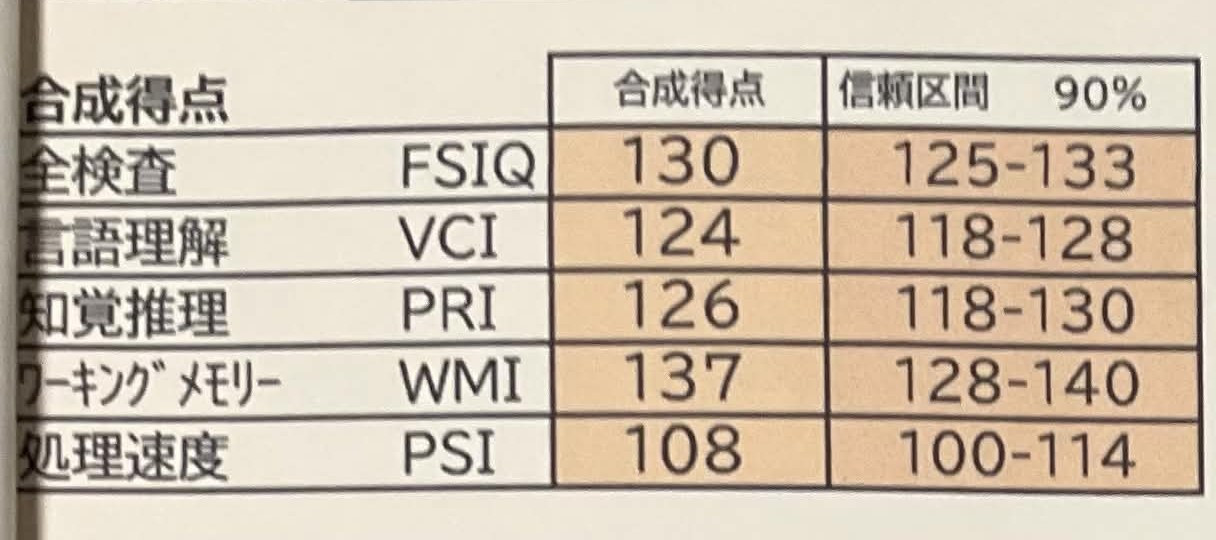 合成得点 合成得点 信頼区間 90%
全検査 FSIQ 130 125-133
言語理解 VCI 124 118-128
知覚推理 PRI 126 118-130
ワーキングメモリー WMI 137 128-140
処理速度 PSI 108 100-114